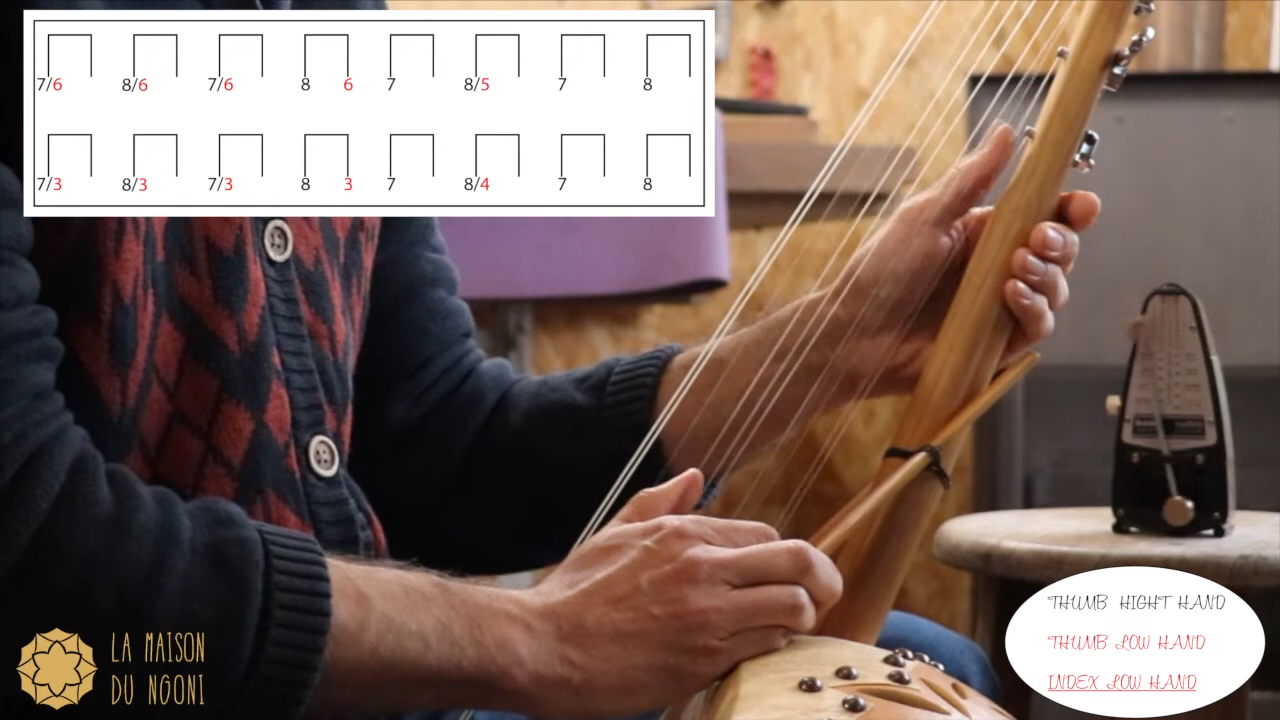 7/6 8/6 7/6 8 6 7 8/5 7 8
7/3 8/3 7/3 8 3 7 8/4 7 8
THUMB HIGHT HAND
THUMB LOW HAND
INDEX LOW HAND
LA MAISON
DU NGONI